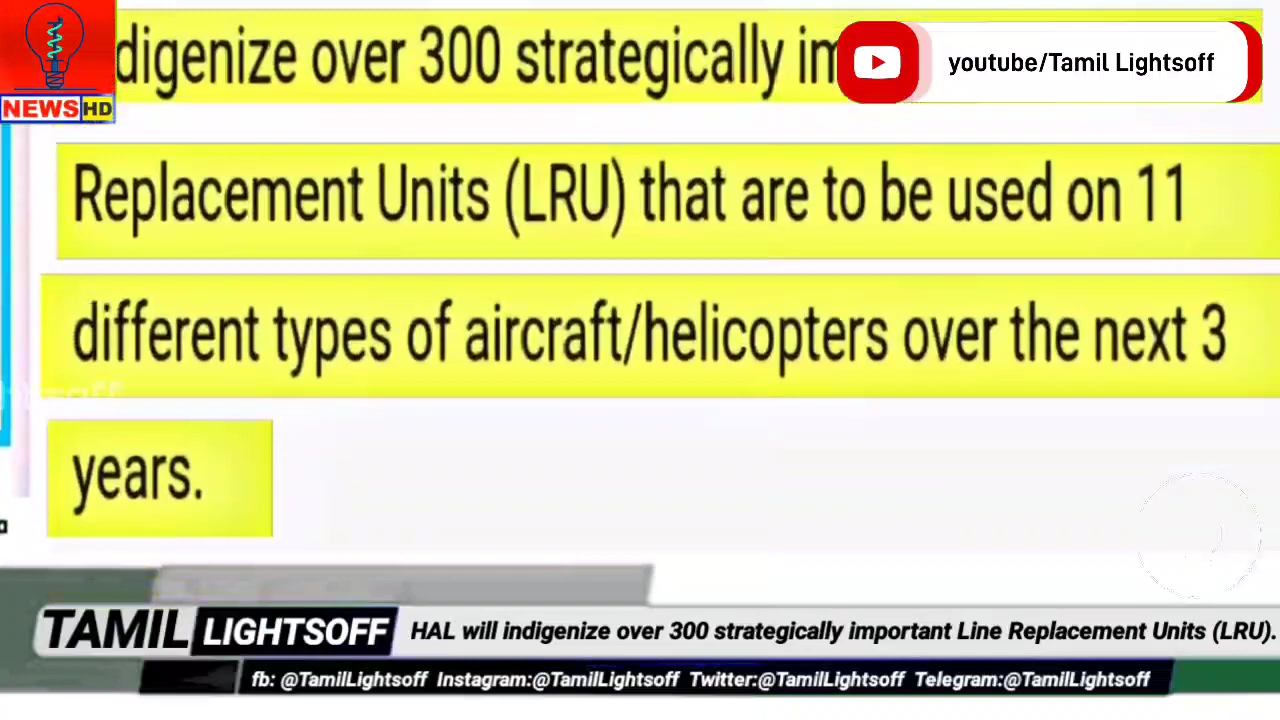 NEWS HD
digenize over 300 strategically im
youtube/Tamil Lightsoff
Replacement Units (LRU) that are to be used on 11
different types of aircraft/helicopters over the next 3
years.
TAMIL LIGHTSOFF
HAL will indigenize over 300 strategically important Line Replacement Units (LRU).
fb: @TamilLightsoff Instagram:@TamilLightsoff Twitter:@TamilLightsoff Telegram:@TamilLightsoff